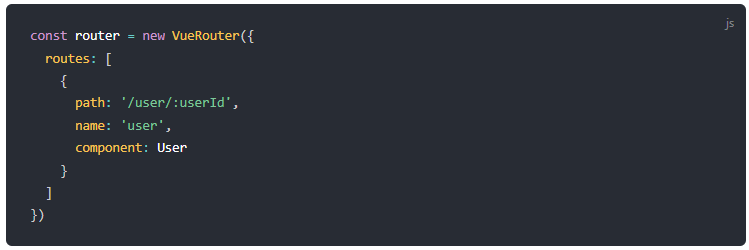 js
const router = new VueRouter({
  routes: [
    {
      path: '/user/:userId',
      name: 'user',
      component: User
    }
  ]
})